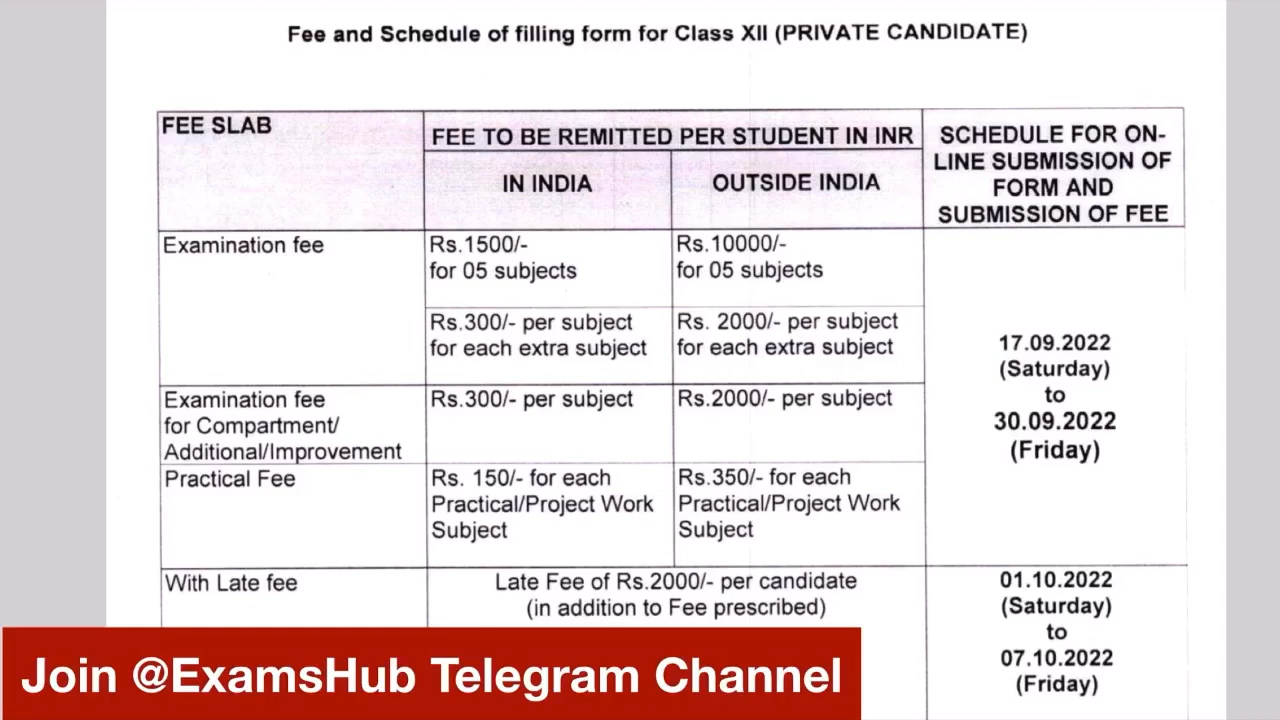 Fee and Schedule of filling form for Class XII (PRIVATE CANDIDATE)
FEE SLAB
FEE TO BE REMITTED PER STUDENT IN INR
IN INDIA
OUTSIDE INDIA
SCHEDULE FOR ON-
LINE SUBMISSION OF
FORM AND
SUBMISSION OF FEE
Examination fee
Rs.1500/-
for 05 subjects
Rs.10000/-
for 05 subjects
Rs.300/- per subject
for each extra subject
Rs. 2000/- per subject
for each extra subject
Examination fee
for Compartment/
Additional/Improvement
Rs.300/- per subject
Rs.2000/- per subject
Practical Fee
Rs. 150/- for each
Practical/Project Work
Subject
Rs.350/- for each
Practical/Project Work
Subject
17.09.2022
(Saturday)
to
30.09.2022
(Friday)
With Late fee
Late Fee of Rs.2000/- per candidate
(in addition to Fee prescribed)
01.10.2022
(Saturday)
to
07.10.2022
(Friday)
Join @ExamsHub Telegram Channel